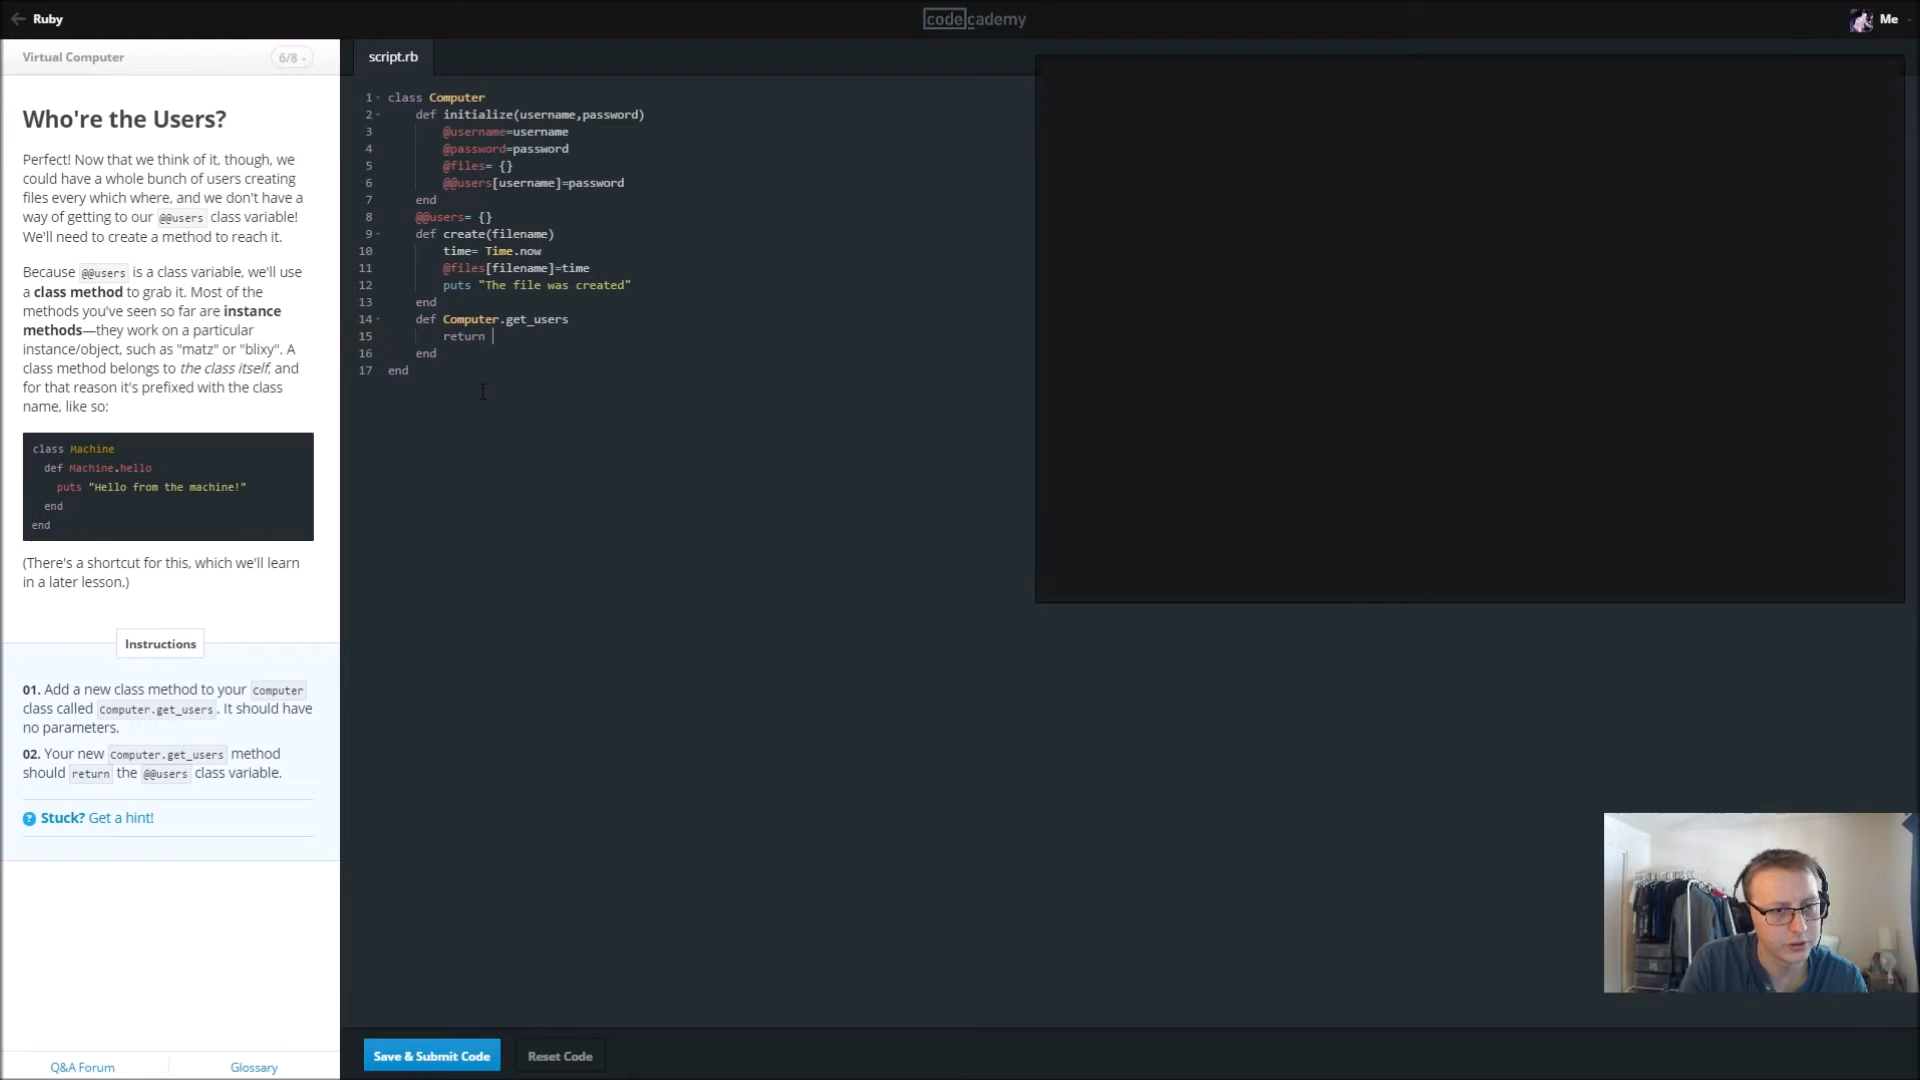 Ruby
codecademy
Me
Virtual Computer
6/8
script.rb
Who're the Users?
Perfect! Now that we think of it, though, we
could have a whole bunch of users creating
files every which where, and we don't have a
way of getting to our @@users class variable!
We'll need to create a method to reach it.
Because @@users is a class variable, we'll use
a class method to grab it. Most of the
methods you've seen so far are instance
methods—they work on a particular
instance/object, such as "matz" or "blixy". A
class method belongs to the class itself, and
for that reason it's prefixed with the class
name, like so:
class Machine
def Machine.hello
puts "Hello from the machine!"
end
end
(There's a shortcut for this, which we'll learn
in a later lesson.)
Instructions
01. Add a new class method to your Computer
class called Computer.get_users. It should have
no parameters.
02. Your new Computer.get_users method
should return the @@users class variable.
Stuck? Get a hint!
Q&A Forum
Glossary
1 class Computer
2 def initialize(username,password)
3 @username=username
4 @password=password
5 @files= {}
6 @@users[username]=password
7 end
8 @@users= {}
9 def create(filename)
10 time= Time.now
11 @files[filename]=time
12 puts "The file was created"
13 end
14 def Computer.get_users
15 return
16 end
17 end
Save & Submit Code
Reset Code